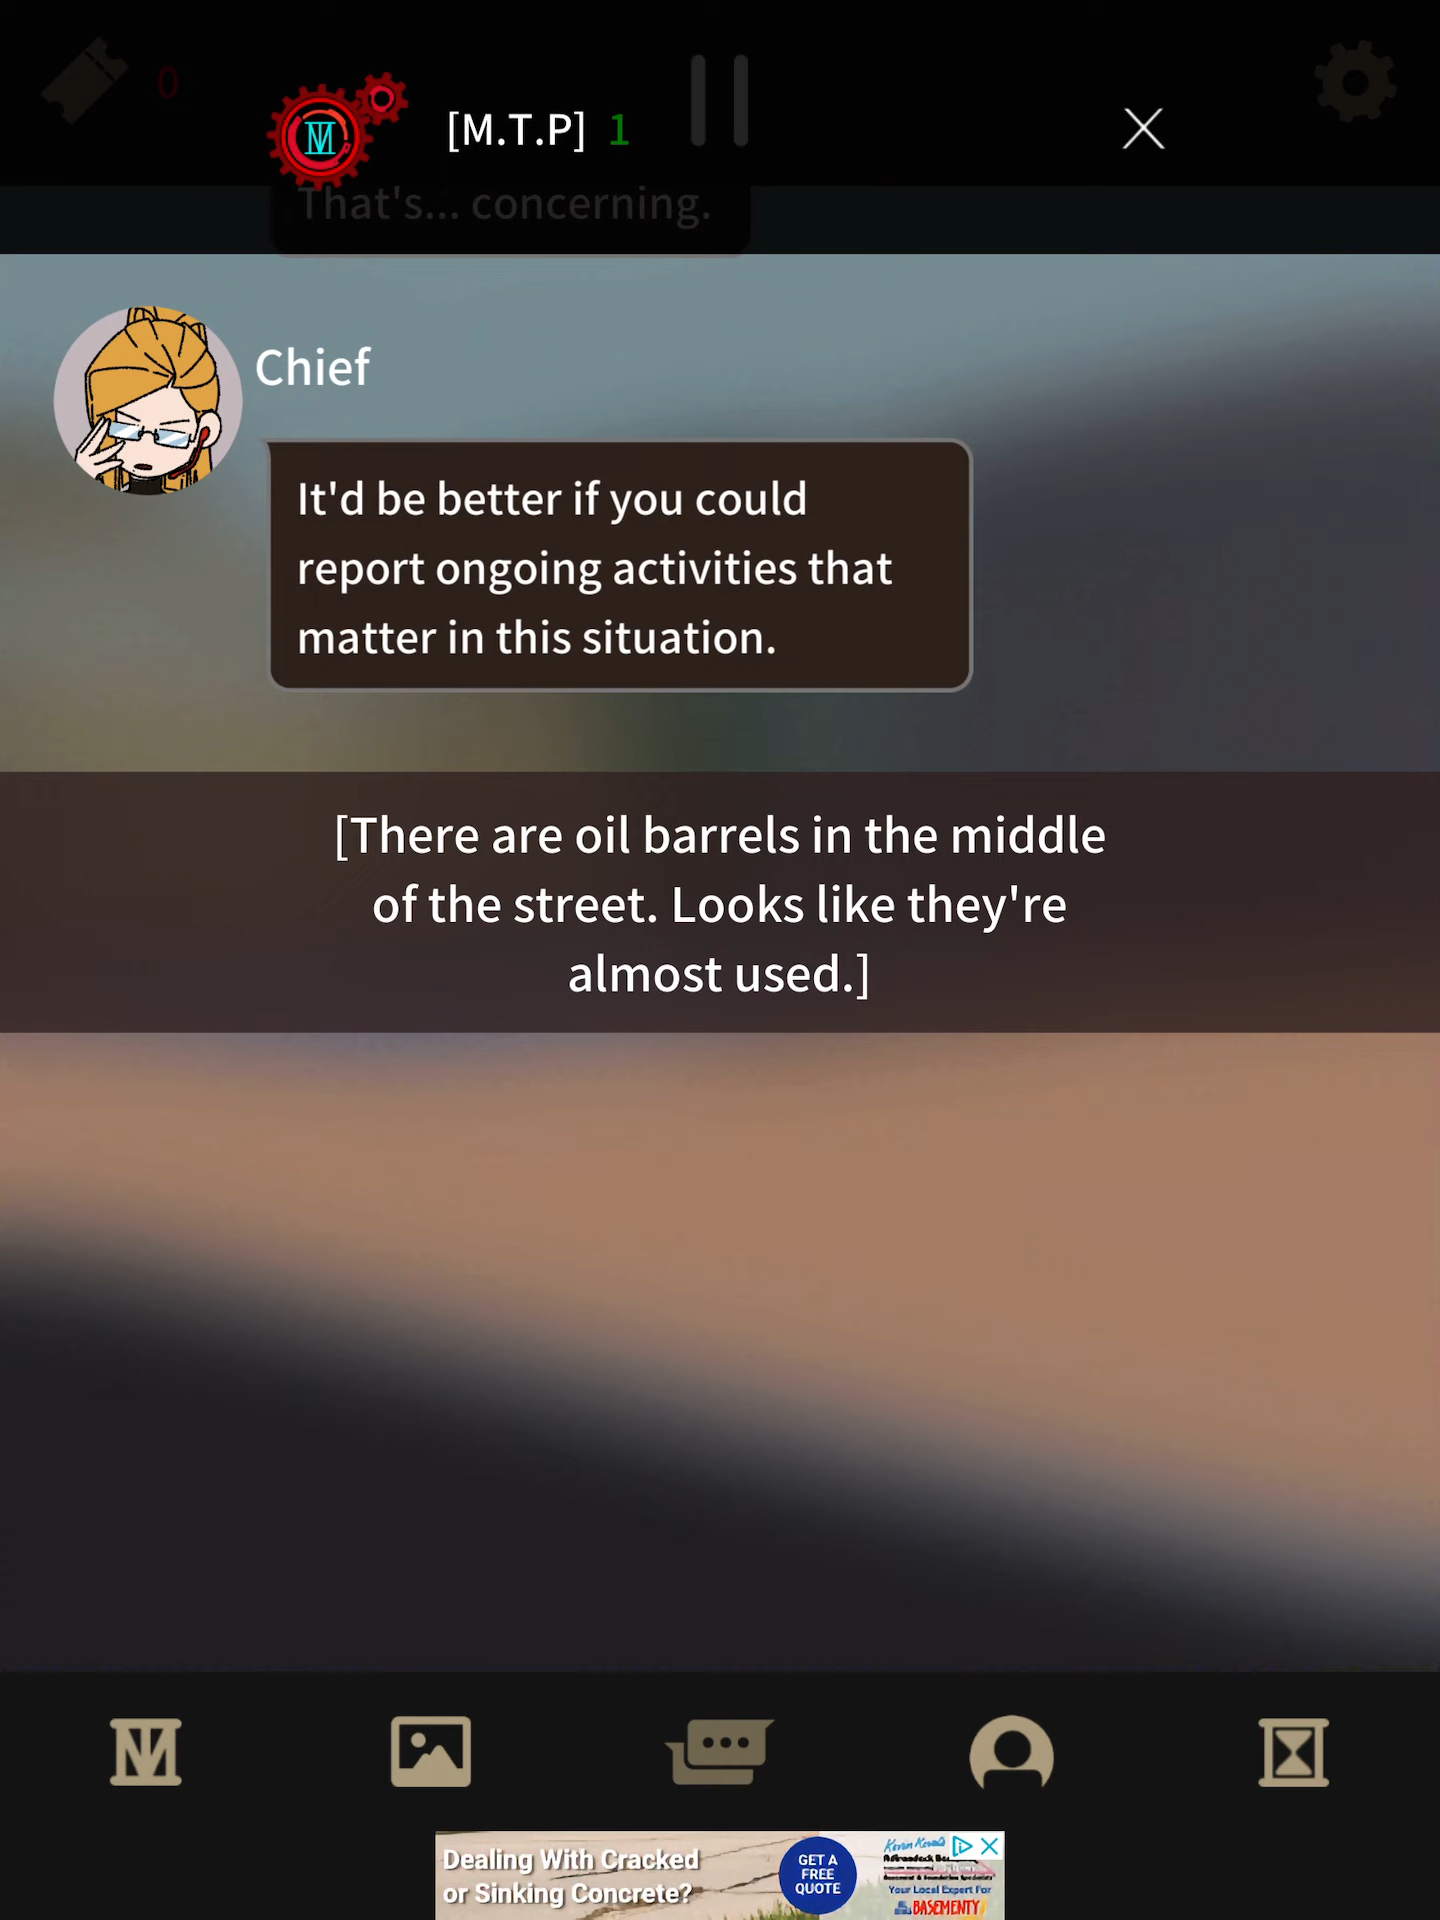 0
[M.T.P] 1
That's... concerning.
Chief
It'd be better if you could
report ongoing activities that
matter in this situation.
[There are oil barrels in the middle
of the street. Looks like they're
almost used.]
Dealing With Cracked
or Sinking Concrete?
GET A
FREE
QUOTE
Your Local Expert For
BASEMENTY